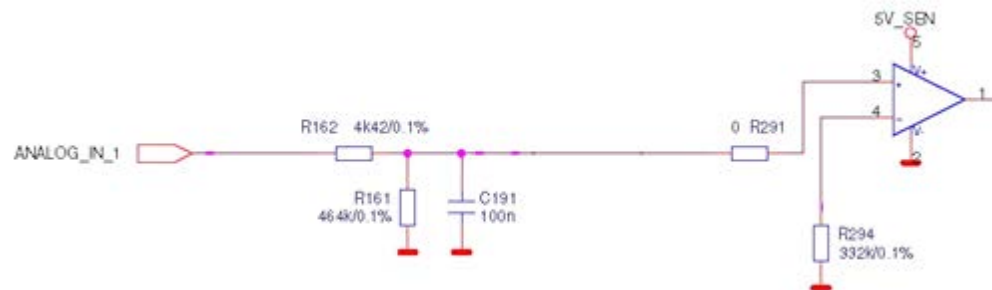 5V_SEN
5
3
V+
+
1
4
-
V-
2
R162 4k42/0.1%
0 R291
ANALOG_IN_1
R161
464k/0.1%
C191
100n
R294
332k/0.1%